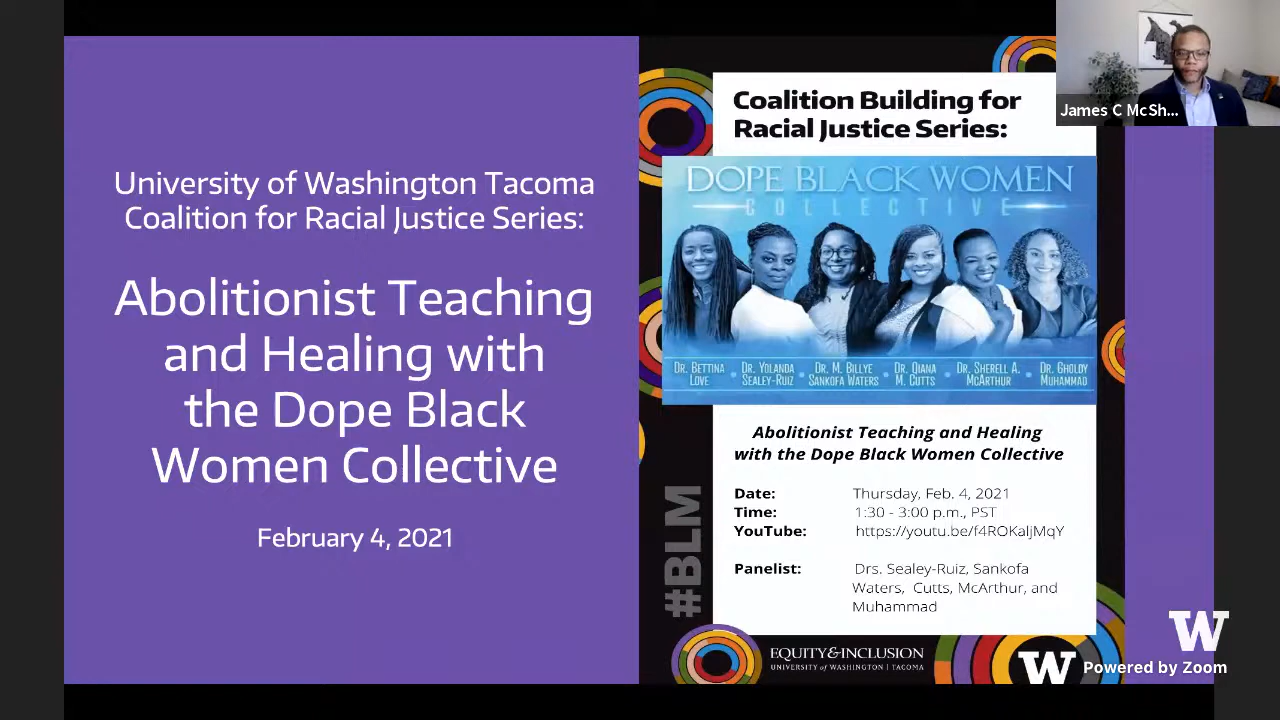 University of Washington Tacoma
Coalition for Racial Justice Series:
Abolitionist Teaching
and Healing with
the Dope Black
Women Collective
February 4, 2021
Coalition Building for
Racial Justice Series:
DOPE BLACK WOMEN
COLLECTIVE
DR. BETTINA
LOVE
DR. YOLANDA
SEALEY-RUIZ
DR. M. BILLYE
SANKOFA WATERS
DR. QIANA
M. CUTTS
DR. SHERELL A.
MCARTHUR
DR. GHOLDY
MUHAMMAD
Abolitionist Teaching and Healing
with the Dope Black Women Collective
Date: Thursday, Feb. 4, 2021
Time: 1:30 - 3:00 p.m., PST
YouTube: https://youtu.be/f4ROKaljMqY
Panelist: Drs. Sealey-Ruiz, Sankofa
Waters, Cutts, McArthur, and
Muhammad
#BLM
EQUITY & INCLUSION
UNIVERSITY of WASHINGTON | TACOMA
W
James C McSh...
W
Powered by Zoom